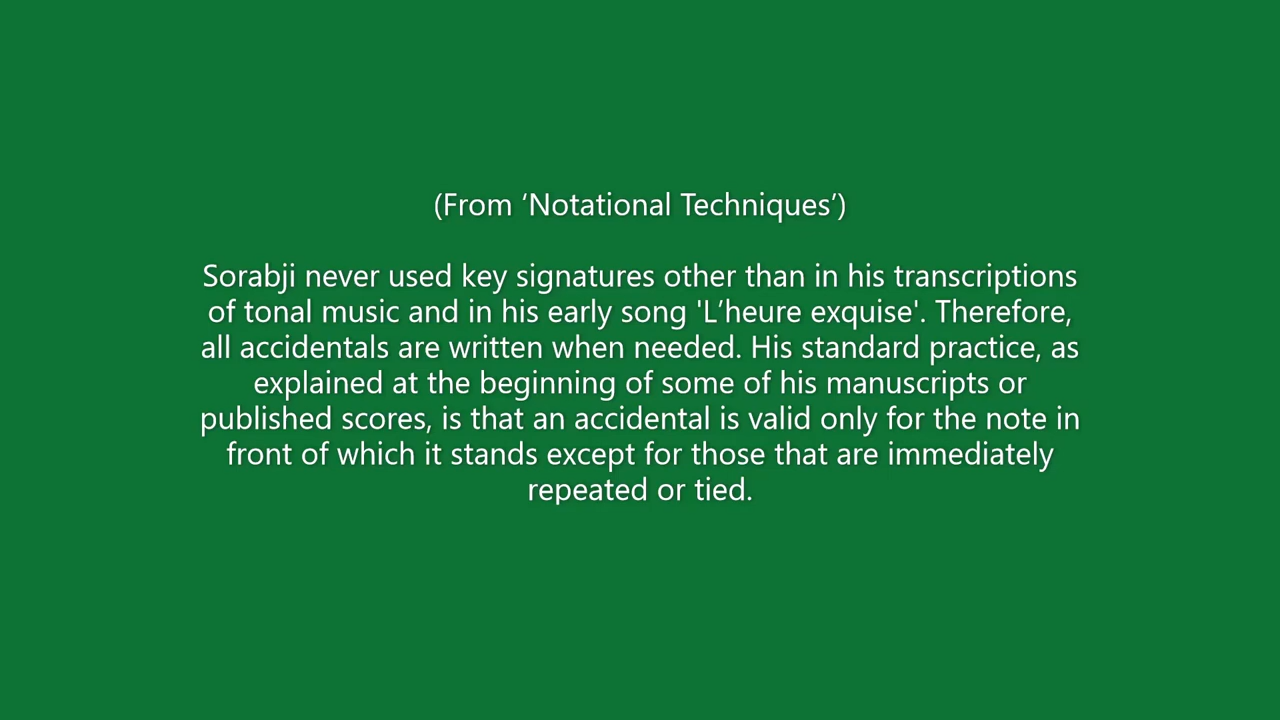 (From ‘Notational Techniques’)
Sorabji never used key signatures other than in his transcriptions
of tonal music and in his early song 'L’heure exquise'. Therefore,
all accidentals are written when needed. His standard practice, as
explained at the beginning of some of his manuscripts or
published scores, is that an accidental is valid only for the note in
front of which it stands except for those that are immediately
repeated or tied.